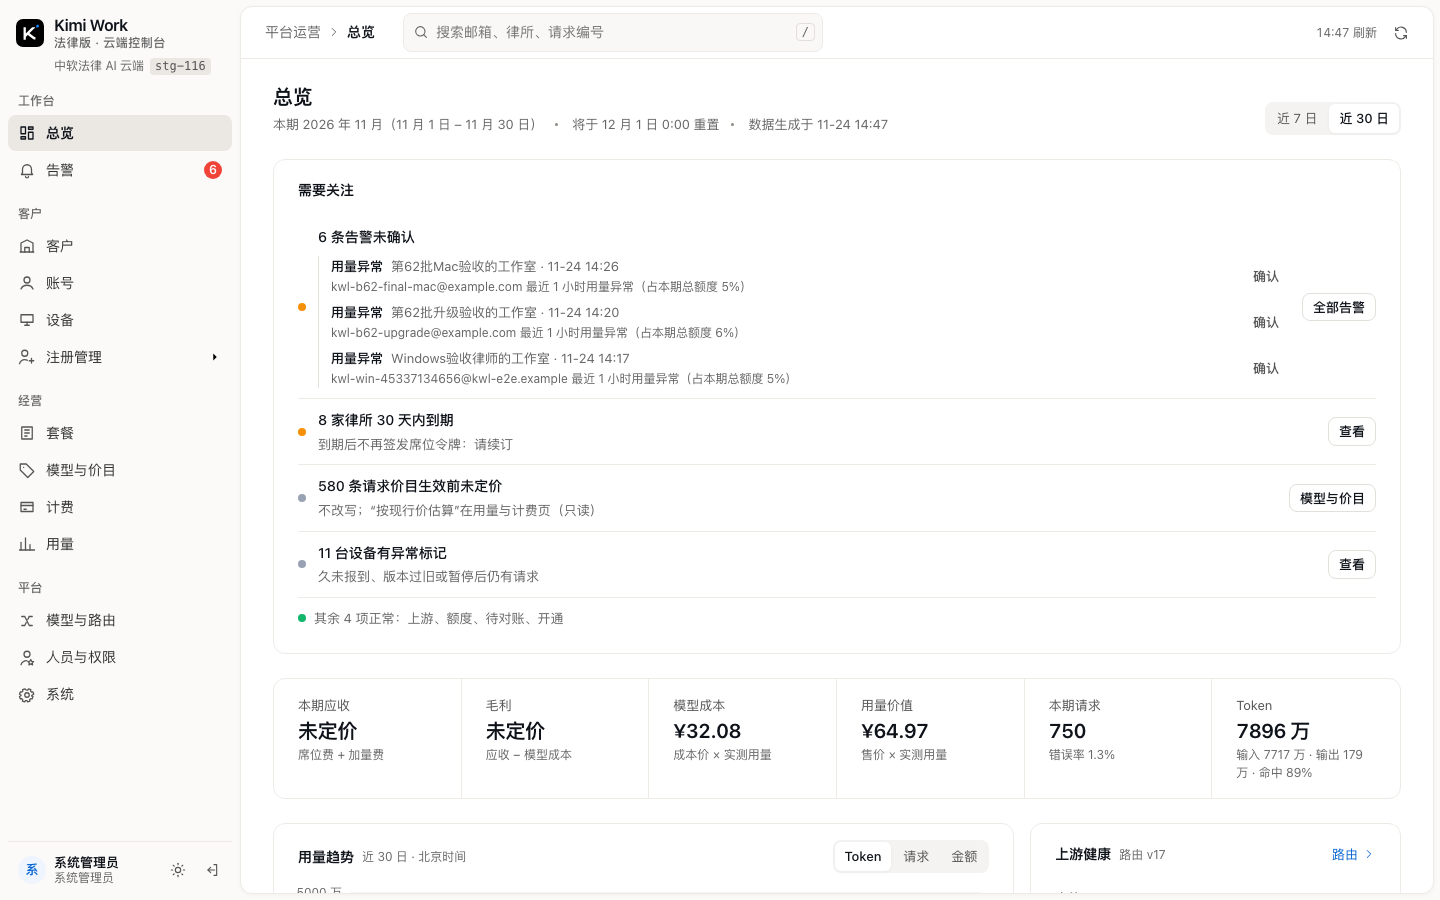 Kimi Work
法律版 · 云端控制台
中软法律 AI 云端 stg-116
工作台
总览
告警 6
客户
客户
账号
设备
注册管理
经营
套餐
模型与价目
计费
用量
平台
模型与路由
人员与权限
系统
系 系统管理员
系统管理员
平台运营 > 总览 搜索邮箱、律所、请求编号 / 14:47 刷新
总览
本期 2026 年 11 月（11 月 1 日 – 11 月 30 日） • 将于 12 月 1 日 0:00 重置 • 数据生成于 11-24 14:47
近 7 日 近 30 日
需要关注
6 条告警未确认
用量异常 第62批Mac验收的工作室 · 11-24 14:26
kwl-b62-final-mac@example.com 最近 1 小时用量异常（占本期总额度 5%）
确认
用量异常 第62批升级验收的工作室 · 11-24 14:20
kwl-b62-upgrade@example.com 最近 1 小时用量异常（占本期总额度 6%）
确认
用量异常 Windows验收律师的工作室 · 11-24 14:17
kwl-win-45337134656@kwl-e2e.example 最近 1 小时用量异常（占本期总额度 5%）
确认
全部告警
8 家律所 30 天内到期
到期后不再签发席位令牌：请续订
查看
580 条请求价目生效前未定价
不改写；“按现行价估算”在用量与计费页（只读）
模型与价目
11 台设备有异常标记
久未报到、版本过旧或暂停后仍有请求
查看
其余 4 项正常：上游、额度、待对账、开通
本期应收
未定价
席位费 + 加量费
毛利
未定价
应收 − 模型成本
模型成本
¥32.08
成本价 × 实测用量
用量价值
¥64.97
售价 × 实测用量
本期请求
750
错误率 1.3%
Token
7896 万
输入 7717 万 · 输出 179
万 · 命中 89%
用量趋势 近 30 日 · 北京时间
Token 请求 金额
5000 万
上游健康 路由 v17 路由 >